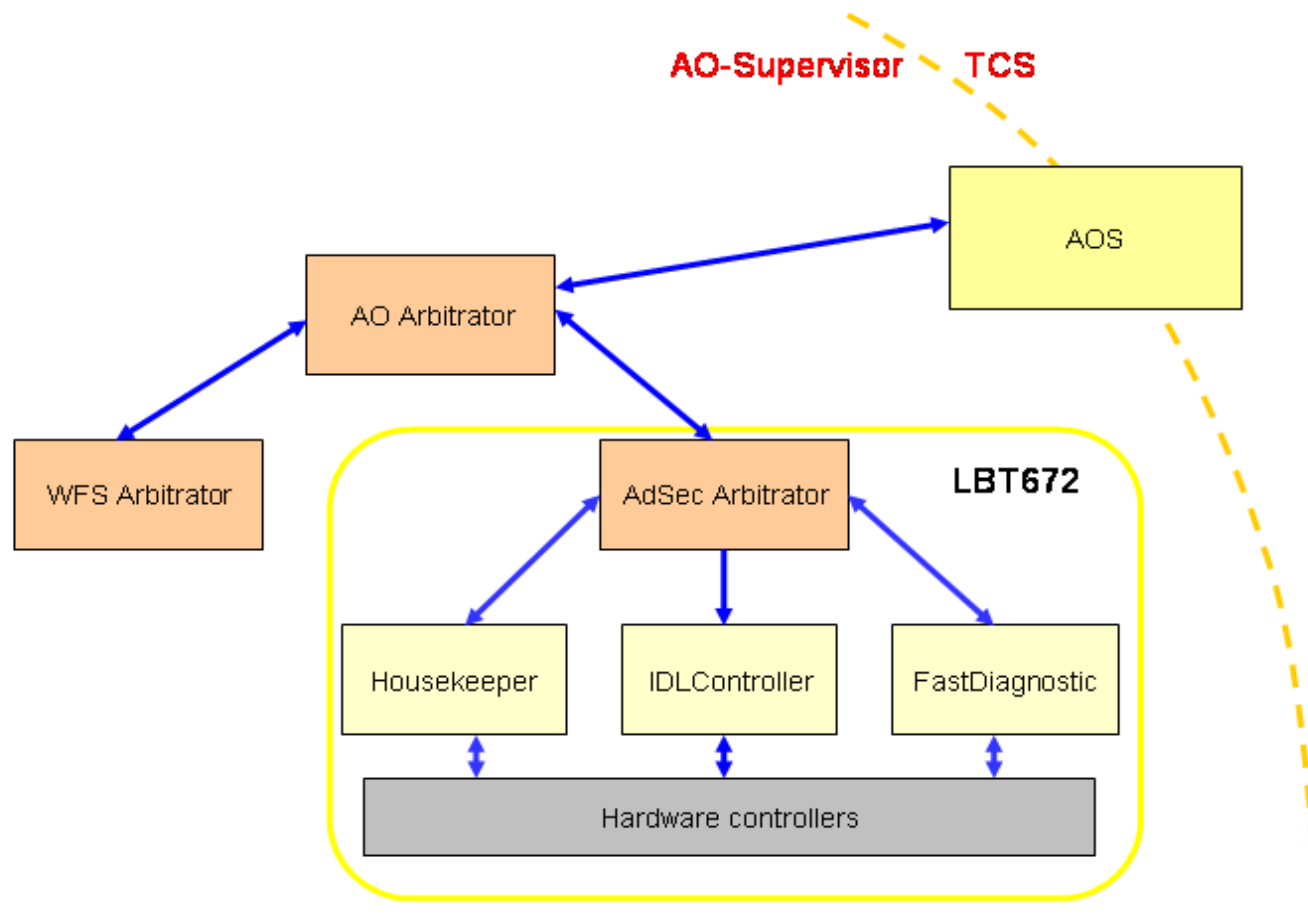 AO-Supervisor TCS
AOS
AO Arbitrator
WFS Arbitrator
AdSec Arbitrator
LBT672
Housekeeper
IDLController
FastDiagnostic
Hardware controllers